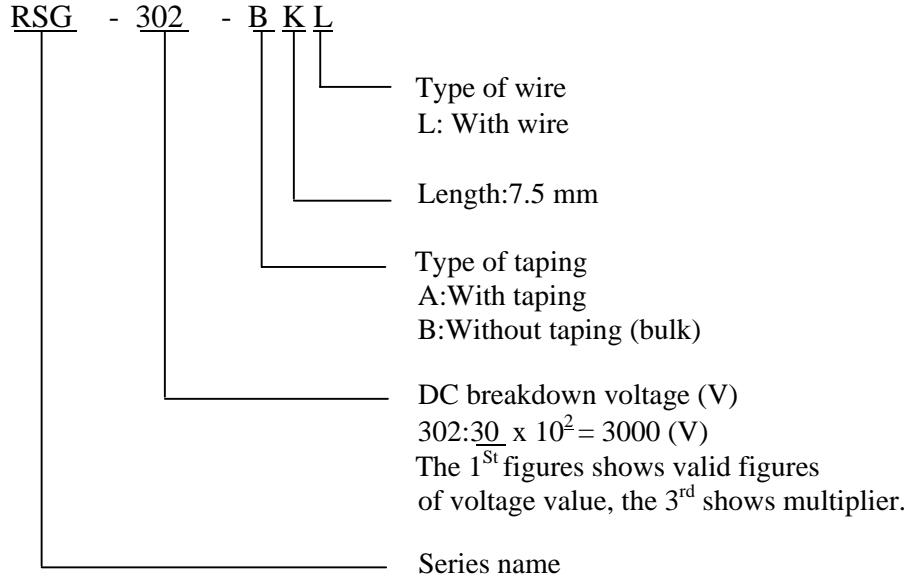 RSG - 302 - B K L
Type of wire
L: With wire
Length:7.5 mm
Type of taping
A:With taping
B:Without taping (bulk)
DC breakdown voltage (V)
302:30 x 10² = 3000 (V)
The 1St figures shows valid figures
of voltage value, the 3rd shows multiplier.
Series name